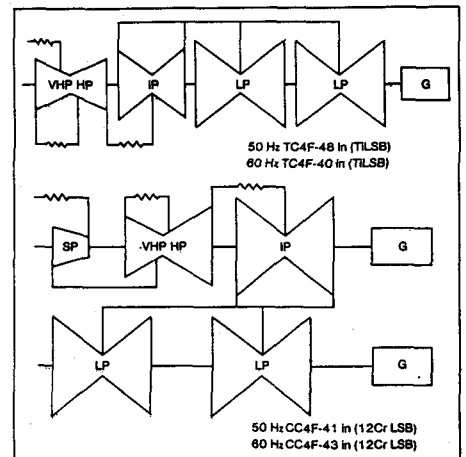 VHP HP IP LP LP G
50 Hz TC4F-48 in (TiLSB)
60 Hz TC4F-40 in (TiLSB)
SP -VHP HP IP G
LP LP G
50 Hz CC4F-41 in (12Cr LSB)
60 Hz CC4F-43 in (12Cr LSB)